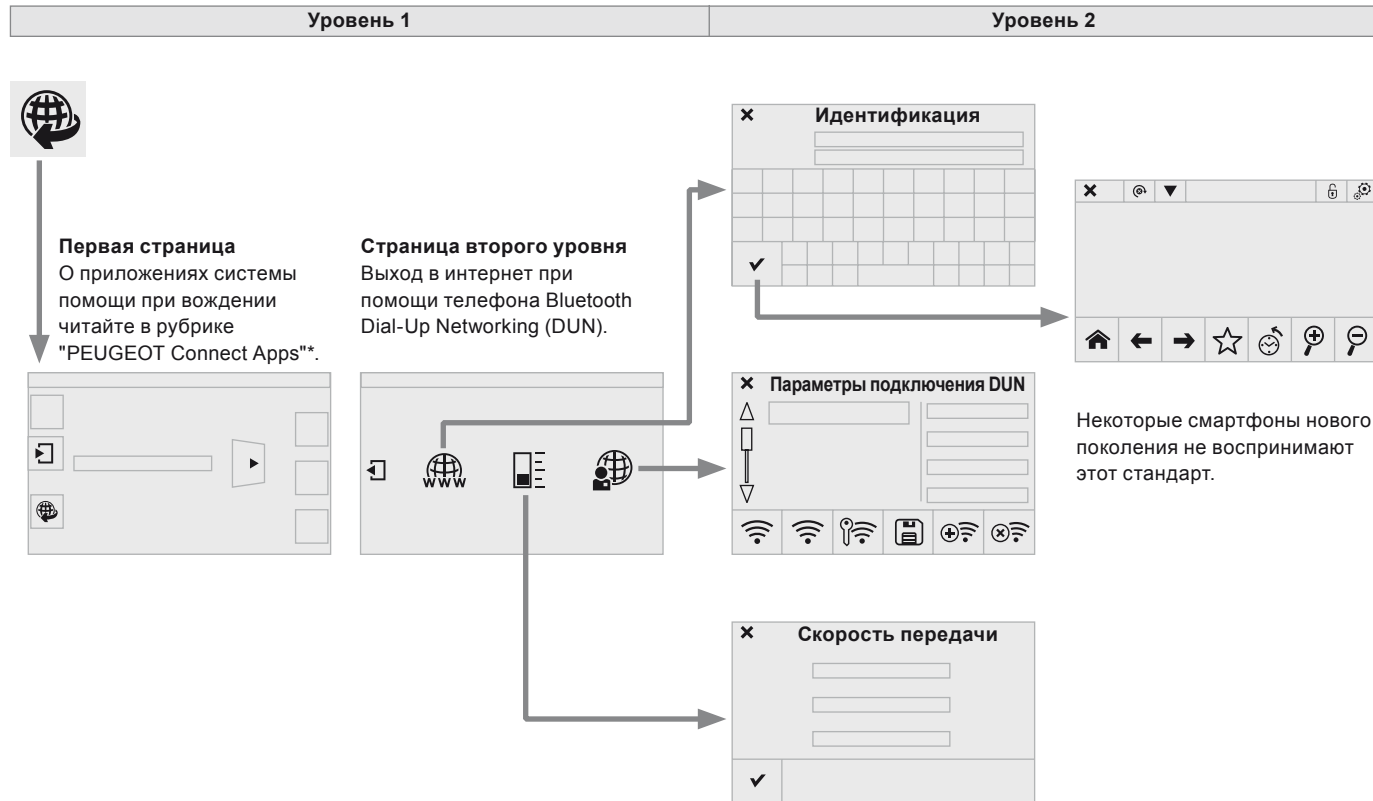 Уровень 1
Уровень 2
Первая страница
О приложениях системы
помощи при вождении
читайте в рубрике
"PEUGEOT Connect Apps"*.
Страница второго уровня
Выход в интернет при
помощи телефона Bluetooth
Dial-Up Networking (DUN).
www
Идентификация
Параметры подключения DUN
Некоторые смартфоны нового
поколения не воспринимают
этот стандарт.
Скорость передачи